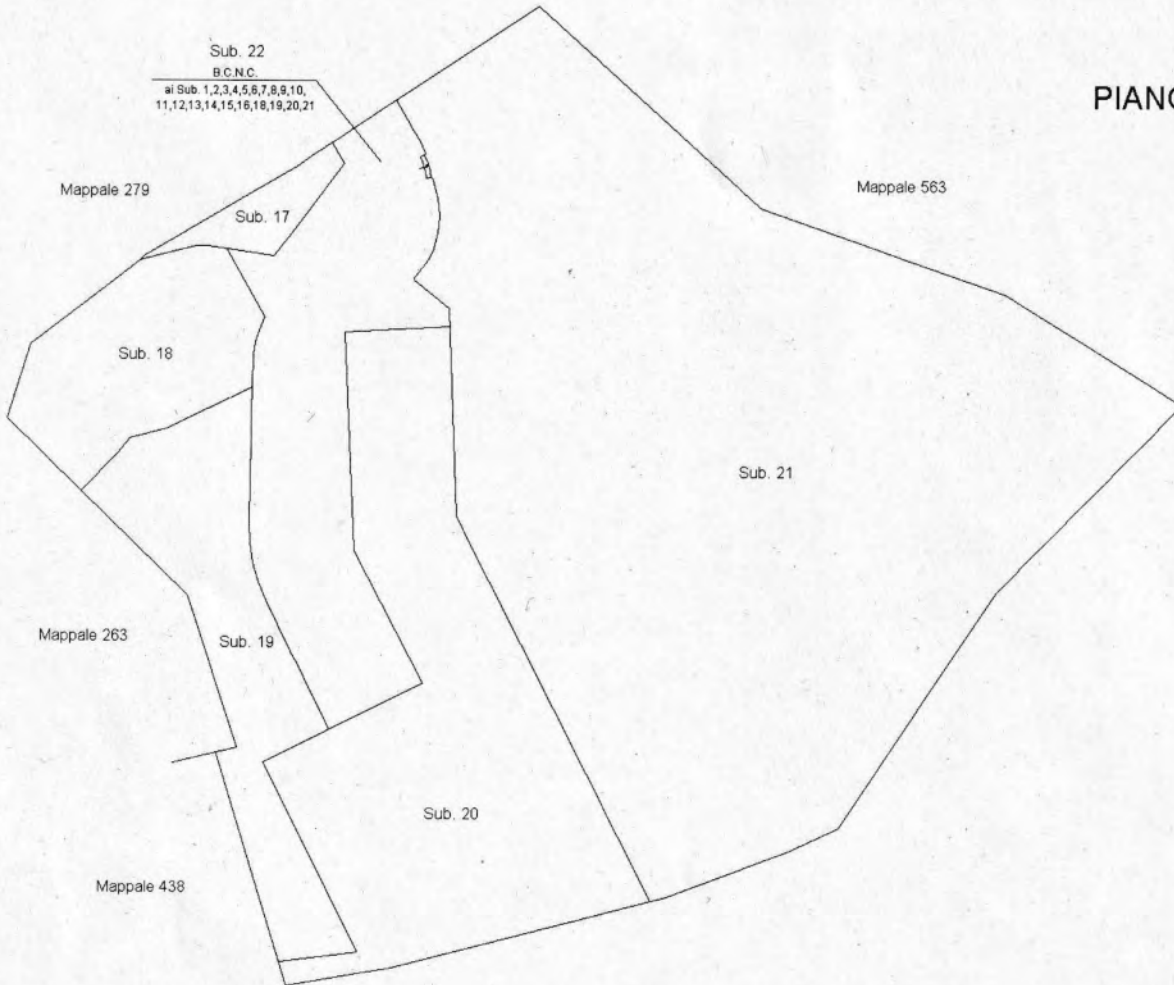 Sub. 22
B.C.N.C.
ai Sub. 1,2,3,4,5,6,7,8,9,10,
11,12,13,14,15,16,18,19,20,21
PIANO
Mappale 279
Mappale 563
Sub. 17
Sub. 18
Sub. 21
Mappale 263
Sub. 19
Sub. 20
Mappale 438